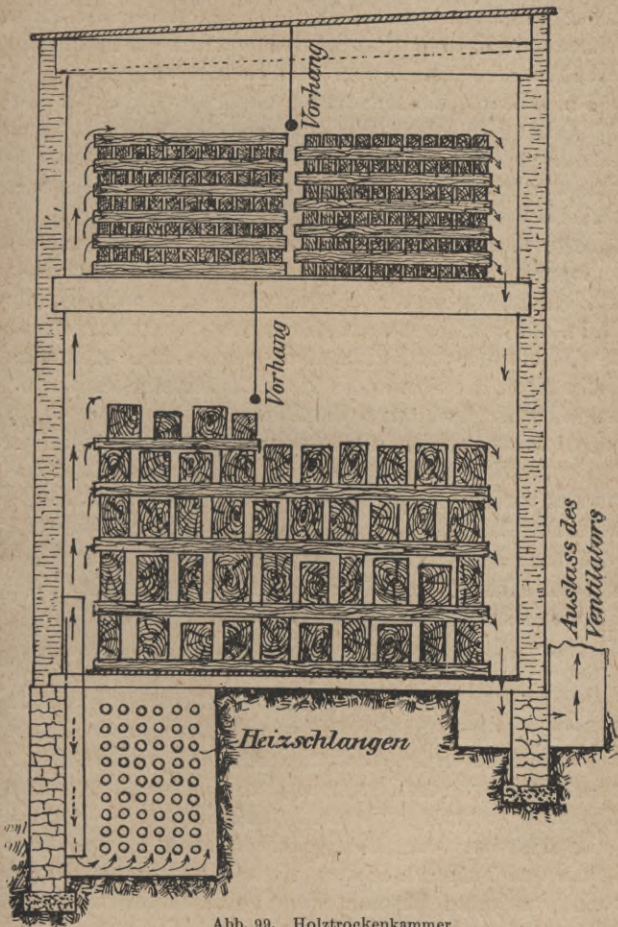 Vorhang
Vorhang
Auslass des
Ventilators
Heizschlangen
Abb. 99. Holztrockenkammer